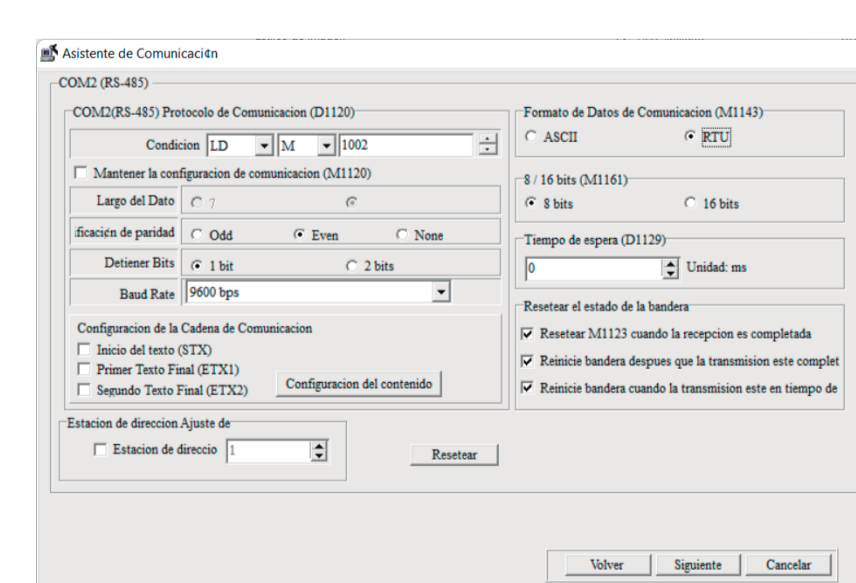 Asistente de Comunicaci¢n
COM2 (RS-485)
COM2(RS-485) Protocolo de Comunicacion (D1120)
Condicion LD M 1002
Mantener la configuracion de comunicacion (M1120)
Largo del Dato 7
ificaci¢n de paridad Odd Even None
Detiener Bits 1 bit 2 bits
Baud Rate 9600 bps
Configuracion de la Cadena de Comunicacion
Inicio del texto (STX)
Primer Texto Final (ETX1)
Segundo Texto Final (ETX2)
Configuracion del contenido
Estacion de direccion Ajuste de
Estacion de direccio 1
Resetear
Formato de Datos de Comunicacion (M1143)
ASCII RTU
8 / 16 bits (M1161)
8 bits 16 bits
Tiempo de espera (D1129)
0 Unidad: ms
Resetear el estado de la bandera
Resetear M1123 cuando la recepcion es completada
Reinicie bandera despues que la transmision este complet
Reinicie bandera cuando la transmision este en tiempo de
Volver Siguiente Cancelar